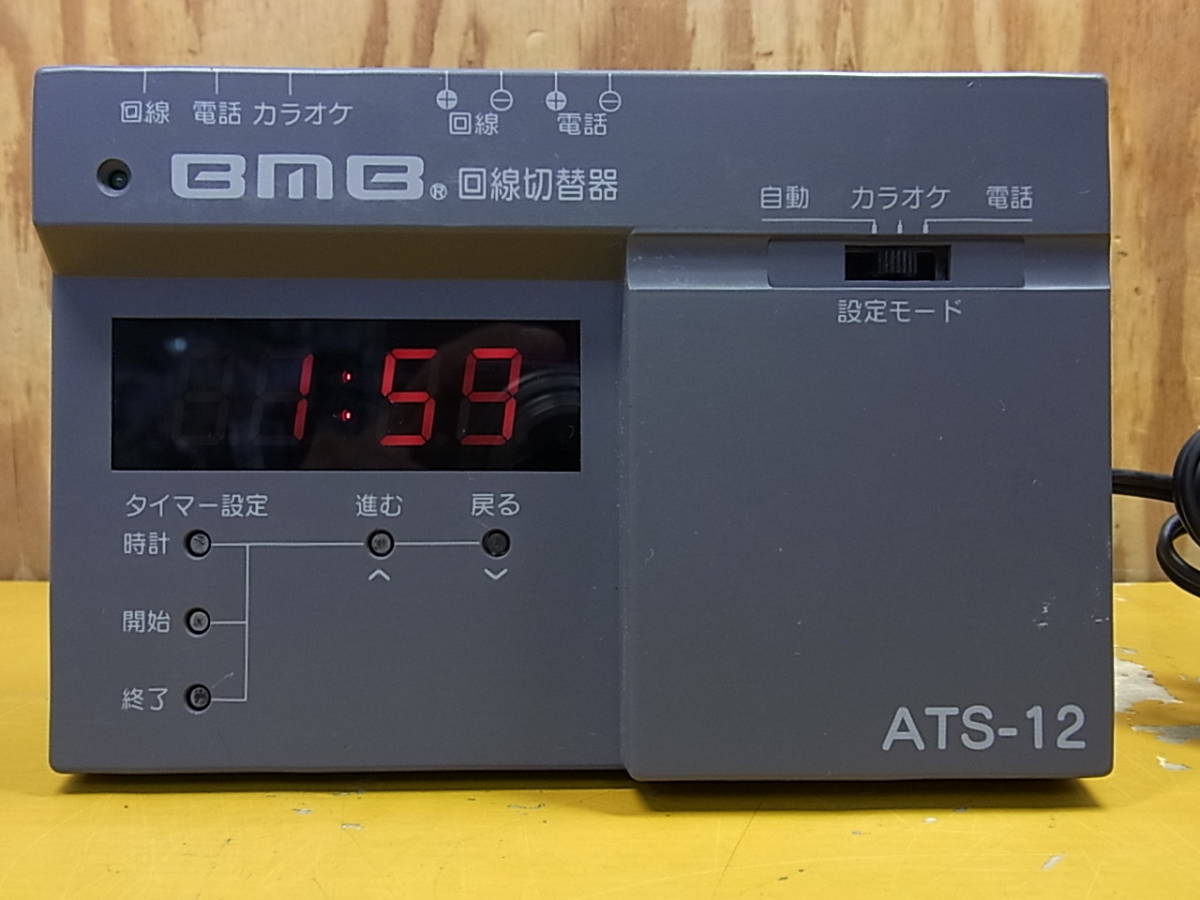 回線 電話 カラオケ ⊕ ⊖ ⊕ ⊖
回線 電話
BMB® 回線切替器
自動 カラオケ 電話
設定モード
1:59
タイマー設定 進む 戻る
時計
開始
終了
ATS-12